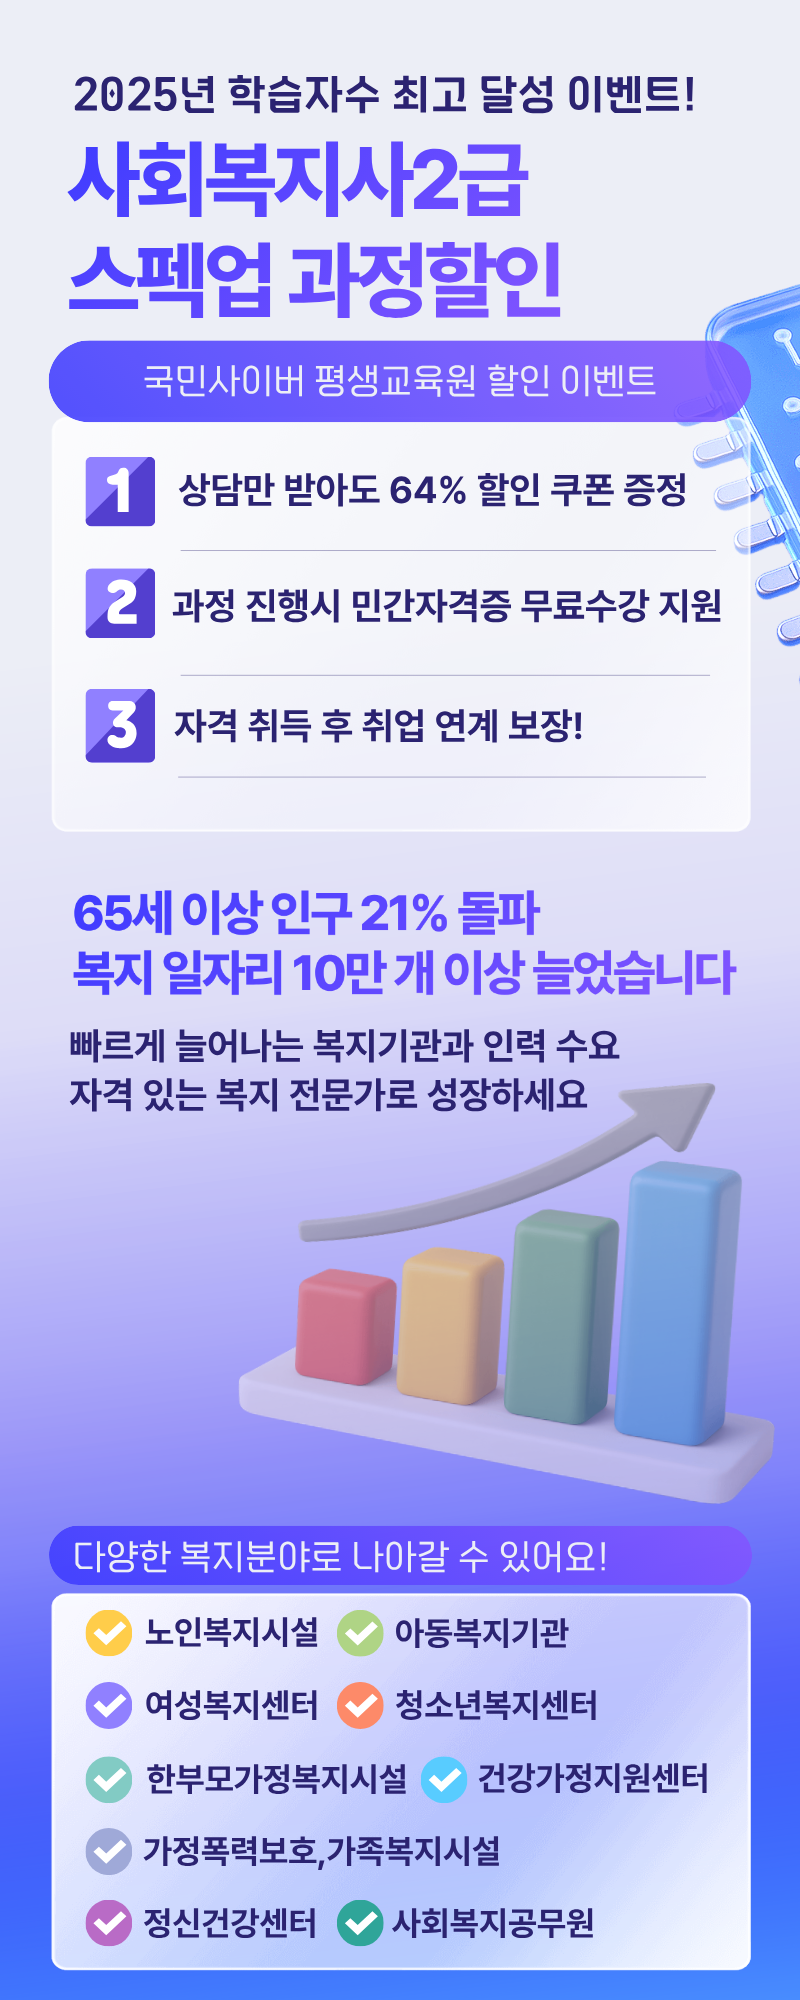 2025년 학습자수 최고 달성 이벤트!
사회복지사2급
스펙업 과정할인
국민사이버 평생교육원 할인 이벤트
1 상담만 받아도 64% 할인 쿠폰 증정
2 과정 진행시 민간자격증 무료수강 지원
3 자격 취득 후 취업 연계 보장!
65세 이상 인구 21% 돌파
복지 일자리 10만 개 이상 늘었습니다
빠르게 늘어나는 복지기관과 인력 수요
자격 있는 복지 전문가로 성장하세요
다양한 복지분야로 나아갈 수 있어요!
노인복지시설 아동복지기관
여성복지센터 청소년복지센터
한부모가정복지시설 건강가정지원센터
가정폭력보호,가족복지시설
정신건강센터 사회복지공무원